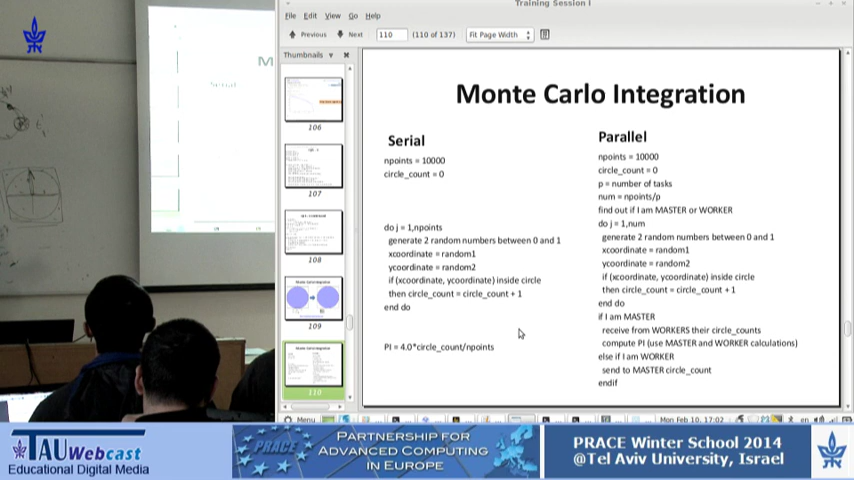 Training Session I
File Edit View Go Help
Previous Next 110 (110 of 137) Fit Page Width
Thumbnails
106
107
108
109
110
Monte Carlo Integration
Serial
npoints = 10000
circle_count = 0
do j = 1,npoints
generate 2 random numbers between 0 and 1
xcoordinate = random1
ycoordinate = random2
if (xcoordinate, ycoordinate) inside circle
then circle_count = circle_count + 1
end do
PI = 4.0*circle_count/npoints
Parallel
npoints = 10000
circle_count = 0
p = number of tasks
num = npoints/p
find out if I am MASTER or WORKER
do j = 1,num
generate 2 random numbers between 0 and 1
xcoordinate = random1
ycoordinate = random2
if (xcoordinate, ycoordinate) inside circle
then circle_count = circle_count + 1
end do
if I am MASTER
receive from WORKERS their circle_counts
compute PI (use MASTER and WORKER calculations)
else if I am WORKER
send to MASTER circle_count
endif
Menu
en
Mon Feb 10, 17:02
TAU Webcast
Educational Digital Media
PRACE
PARTNERSHIP FOR
ADVANCED COMPUTING
IN EUROPE
PRACE Winter School 2014
@Tel Aviv University, Israel